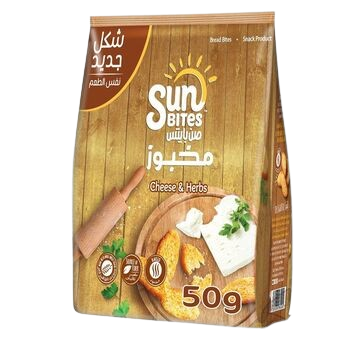 شكل
جديد
نفس الطعم
Bread Bites • Snack Product
Sun
BITES
صن بايتس
مخبوز
Cheese & Herbs
50g